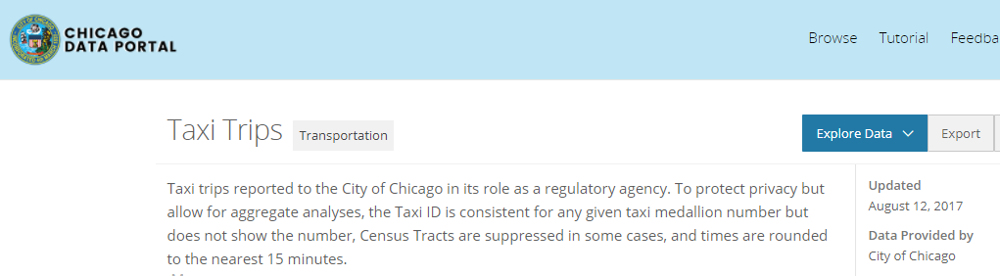 CHICAGO
DATA PORTAL
Browse Tutorial Feedba
Taxi Trips Transportation
Explore Data Export
Taxi trips reported to the City of Chicago in its role as a regulatory agency. To protect privacy but
allow for aggregate analyses, the Taxi ID is consistent for any given taxi medallion number but
does not show the number, Census Tracts are suppressed in some cases, and times are rounded
to the nearest 15 minutes.
Updated
August 12, 2017
Data Provided by
City of Chicago